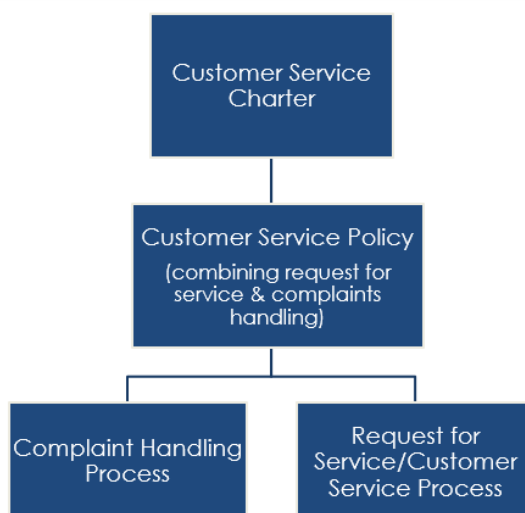 Customer Service
Charter
Customer Service Policy
(combining request for
service & complaints
handling)
Complaint Handling
Process
Request for
Service/Customer
Service Process